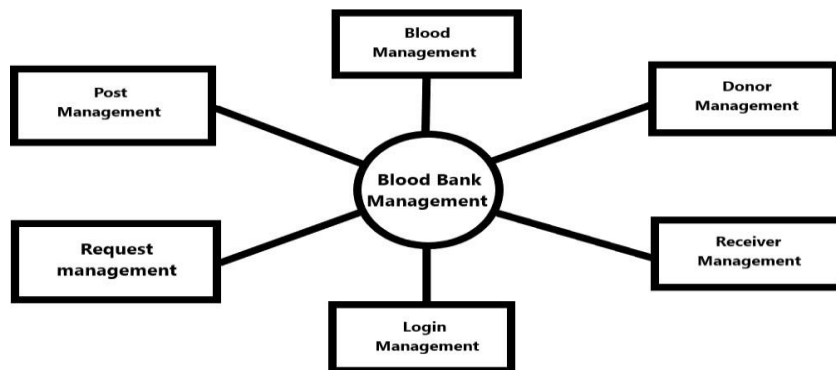 Blood
Management
Post
Management
Donor
Management
Blood Bank
Management
Request
management
Receiver
Management
Login
Management